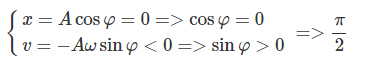 x = A cos φ = 0 => cos φ = 0
v = −Aω sin φ < 0 => sin φ > 0
=> π/2